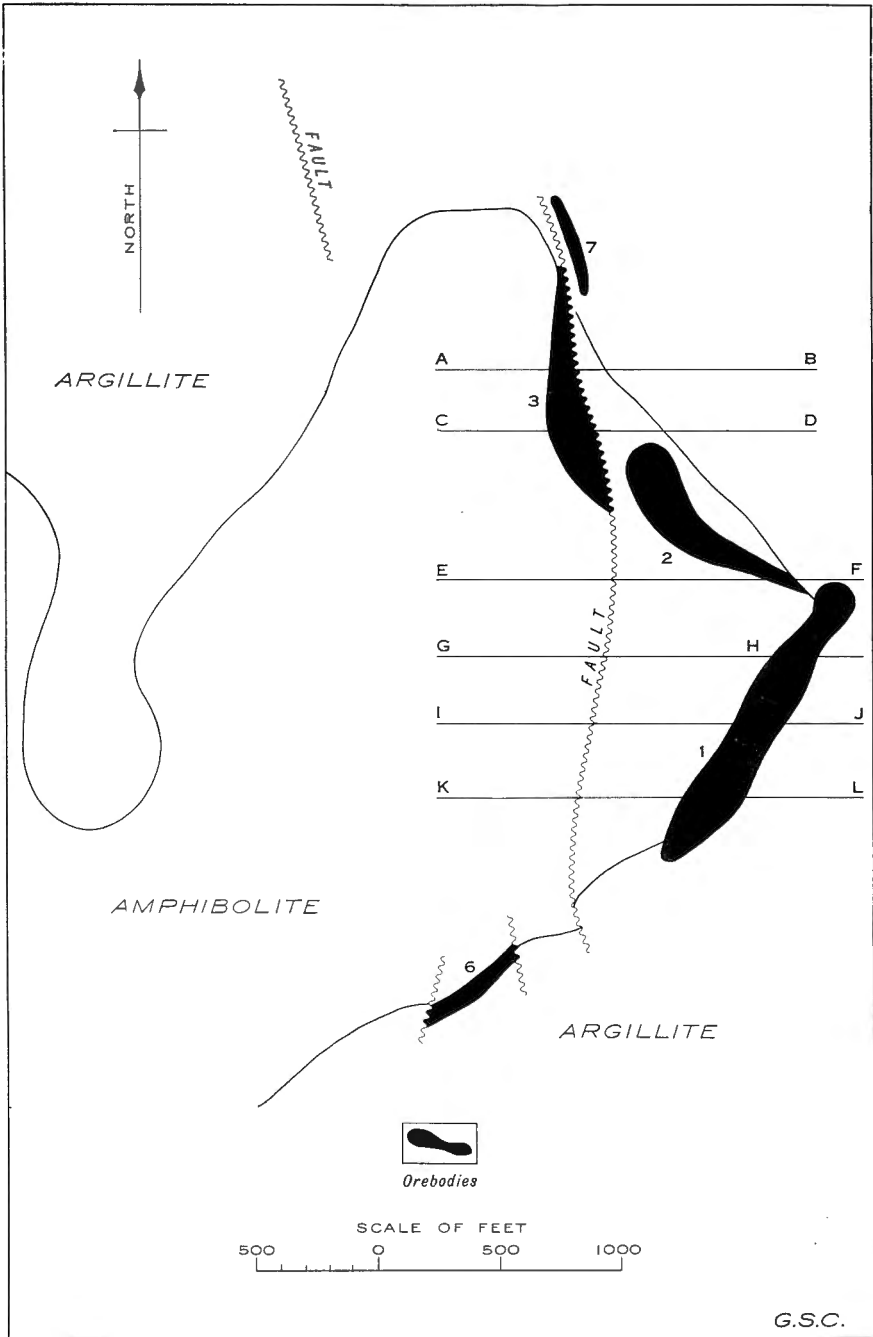 FAULT
NORTH
7
ARGILLITE
A B
3
C D
2
E F
FAULT
G H
I J
1
K L
AMPHIBOLITE
6
ARGILLITE
Orebodies
SCALE OF FEET
500 0 500 1000
G.S.C.